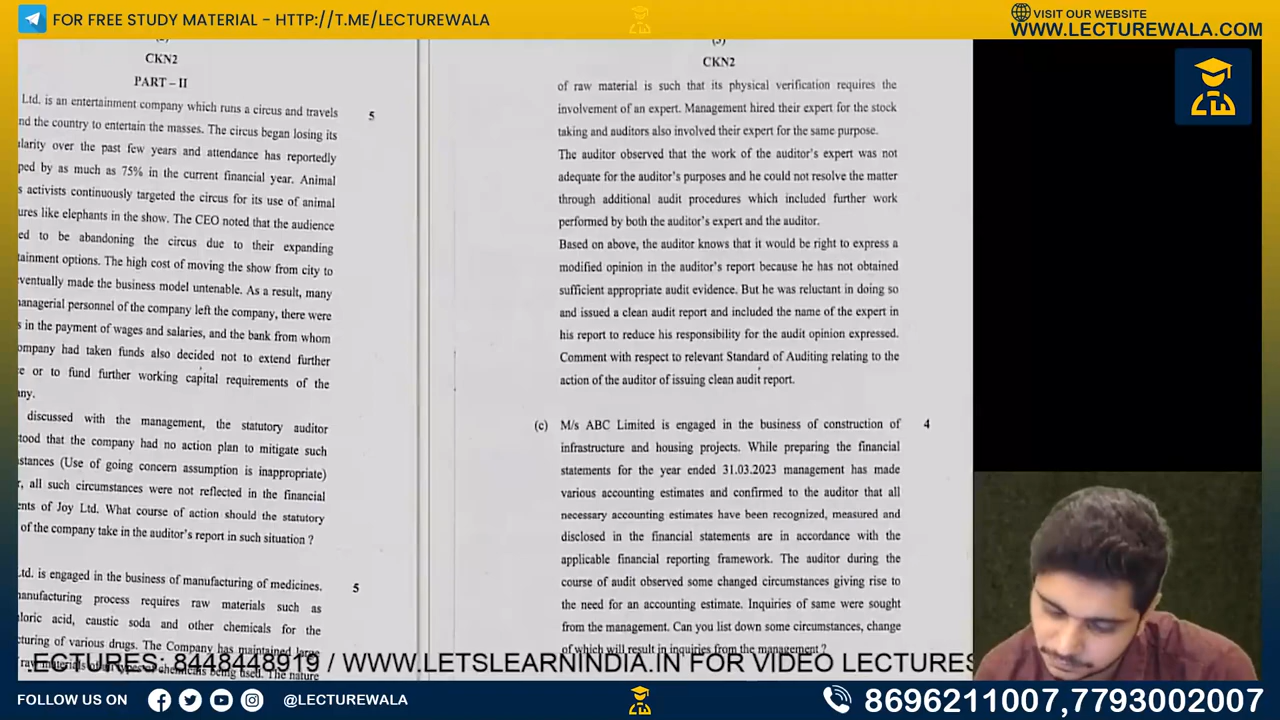 FOR FREE STUDY MATERIAL - HTTP://T.ME/LECTUREWALA
VISIT OUR WEBSITE
WWW.LECTUREWALA.COM
CKN2
PART – II
Ltd. is an entertainment company which runs a circus and travels
5
nd the country to entertain the masses. The circus began losing its
larity over the past few years and attendance has reportedly
ped by as much as 75% in the current financial year. Animal
s activists continuously targeted the circus for its use of animal
ures like elephants in the show. The CEO noted that the audience
ed to be abandoning the circus due to their expanding
tainment options. The high cost of moving the show from city to
eventually made the business model untenable. As a result, many
managerial personnel of the company left the company, there were
s in the payment of wages and salaries, and the bank from whom
ompany had taken funds also decided not to extend further
e or to fund further working capital requirements of the
ny.
discussed with the management, the statutory auditor
tood that the company had no action plan to mitigate such
stances (Use of going concern assumption is inappropriate)
r, all such circumstances were not reflected in the financial
ents of Joy Ltd. What course of action should the statutory
of the company take in the auditor's report in such situation ?
Ltd. is engaged in the business of manufacturing of medicines.
5
manufacturing process requires raw materials such as
loric acid, caustic soda and other chemicals for the
cturing of various drugs. The Company has maintained large
raw materials of all types of chemicals being used. The nature
(3)
CKN2
of raw material is such that its physical verification requires the
involvement of an expert. Management hired their expert for the stock
taking and auditors also involved their expert for the same purpose.
The auditor observed that the work of the auditor's expert was not
adequate for the auditor's purposes and he could not resolve the matter
through additional audit procedures which included further work
performed by both the auditor's expert and the auditor.
Based on above, the auditor knows that it would be right to express a
modified opinion in the auditor's report because he has not obtained
sufficient appropriate audit evidence. But he was reluctant in doing so
and issued a clean audit report and included the name of the expert in
his report to reduce his responsibility for the audit opinion expressed.
Comment with respect to relevant Standard of Auditing relating to the
action of the auditor of issuing clean audit report.
(c) M/s ABC Limited is engaged in the business of construction of
4
infrastructure and housing projects. While preparing the financial
statements for the year ended 31.03.2023 management has made
various accounting estimates and confirmed to the auditor that all
necessary accounting estimates have been recognized, measured and
disclosed in the financial statements are in accordance with the
applicable financial reporting framework. The auditor during the
course of audit observed some changed circumstances giving rise to
the need for an accounting estimate. Inquiries of same were sought
from the management. Can you list down some circumstances, change
of which will result in inquiries from the management ?
LECTURES: 8448448919 / WWW.LETSLEARNINDIA.IN FOR VIDEO LECTURES
FOLLOW US ON
@LECTUREWALA
8696211007,7793002007